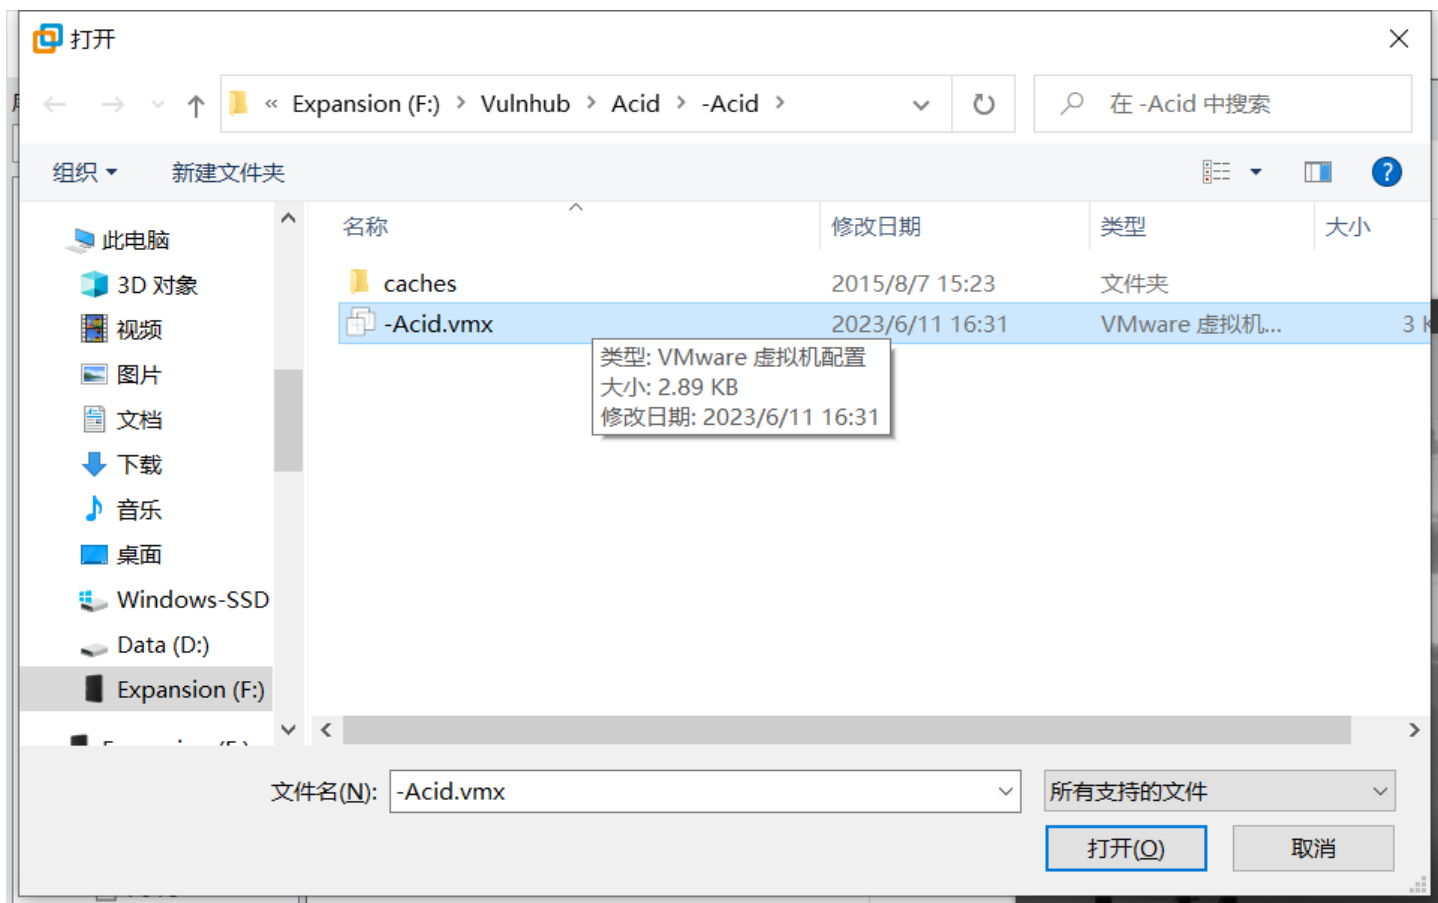 打开
« Expansion (F:) > Vulnhub > Acid > -Acid >
在 -Acid 中搜索
组织
新建文件夹
名称
修改日期
类型
大小
此电脑
3D 对象
视频
图片
文档
下载
音乐
桌面
Windows-SSD
Data (D:)
Expansion (F:)
caches
2015/8/7 15:23
文件夹
-Acid.vmx
2023/6/11 16:31
VMware 虚拟机...
3 K
类型: VMware 虚拟机配置
大小: 2.89 KB
修改日期: 2023/6/11 16:31
文件名(N):
-Acid.vmx
所有支持的文件
打开(O)
取消